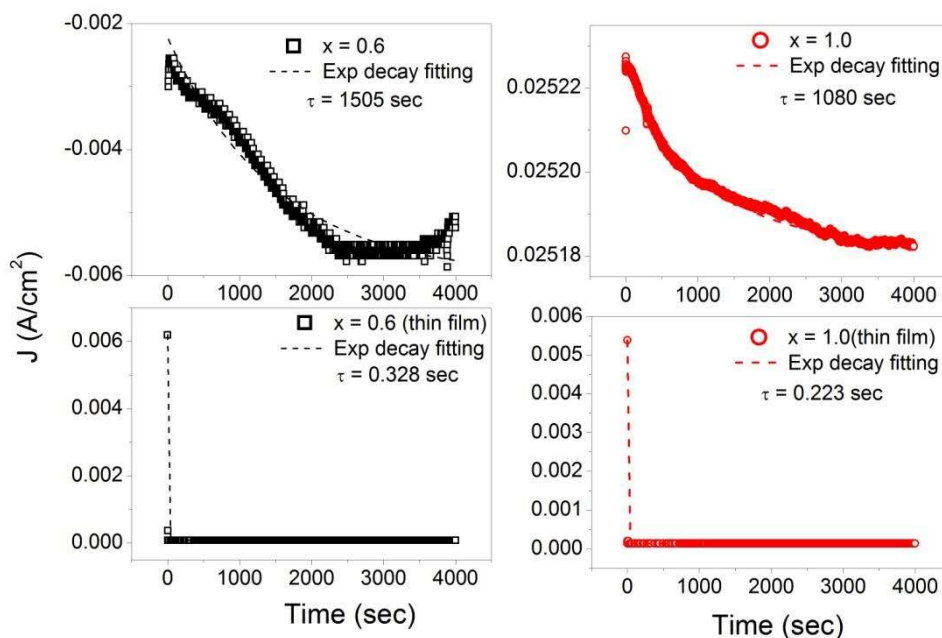 J (A/cm²)
-0.002
-0.004
-0.006
x = 0.6
Exp decay fitting
τ = 1505 sec
0 1000 2000 3000 4000
0.02522
0.02520
0.02518
x = 1.0
Exp decay fitting
τ = 1080 sec
0 1000 2000 3000 4000
0.006
0.004
0.002
0.000
x = 0.6 (thin film)
Exp decay fitting
τ = 0.328 sec
0 1000 2000 3000 4000
Time (sec)
0.006
0.005
0.004
0.003
0.002
0.001
0.000
x = 1.0(thin film)
Exp decay fitting
τ = 0.223 sec
0 1000 2000 3000 4000
Time (sec)